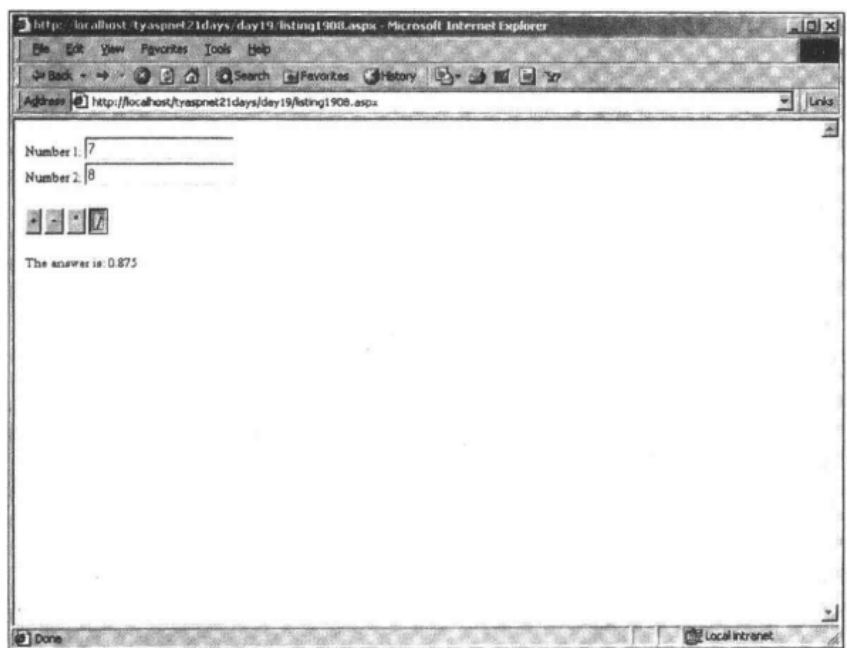 http://localhost/tyaspnet21days/day19/listing1908.aspx - Microsoft Internet Explorer
File Edit View Favorites Tools Help
Back Search Favorites History
Address http://localhost/tyaspnet21days/day19/listing1908.aspx Links
Number 1: 7
Number 2: 8
+ - * /
The answer is: 0.875
Done Local intranet